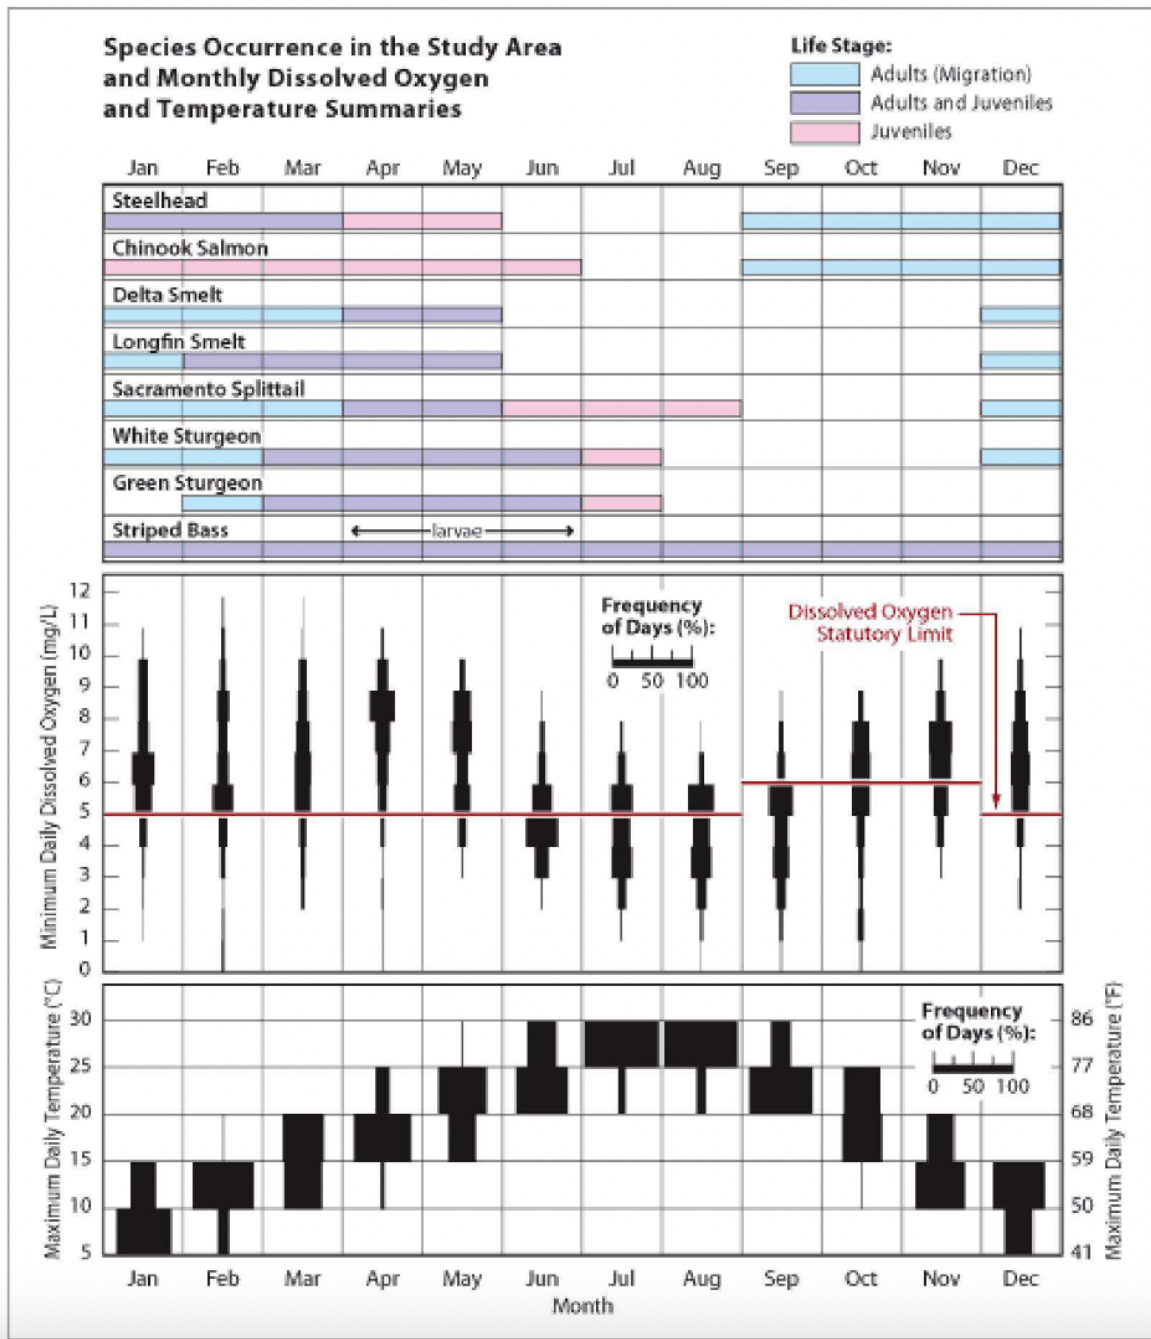 Species Occurrence in the Study Area
and Monthly Dissolved Oxygen
and Temperature Summaries
Life Stage:
Adults (Migration)
Adults and Juveniles
Juveniles
Jan Feb Mar Apr May Jun Jul Aug Sep Oct Nov Dec
Steelhead
Chinook Salmon
Delta Smelt
Longfin Smelt
Sacramento Splittail
White Sturgeon
Green Sturgeon
Striped Bass
larvae
Minimum Daily Dissolved Oxygen (mg/L)
12
11
10
9
8
7
6
5
4
3
2
1
0
Frequency
of Days (%):
0 50 100
Dissolved Oxygen
Statutory Limit
Maximum Daily Temperature (°C)
30
25
20
15
10
5
Frequency
of Days (%):
0 50 100
86
77
68
59
50
41
Maximum Daily Temperature (°F)
Jan Feb Mar Apr May Jun Jul Aug Sep Oct Nov Dec
Month